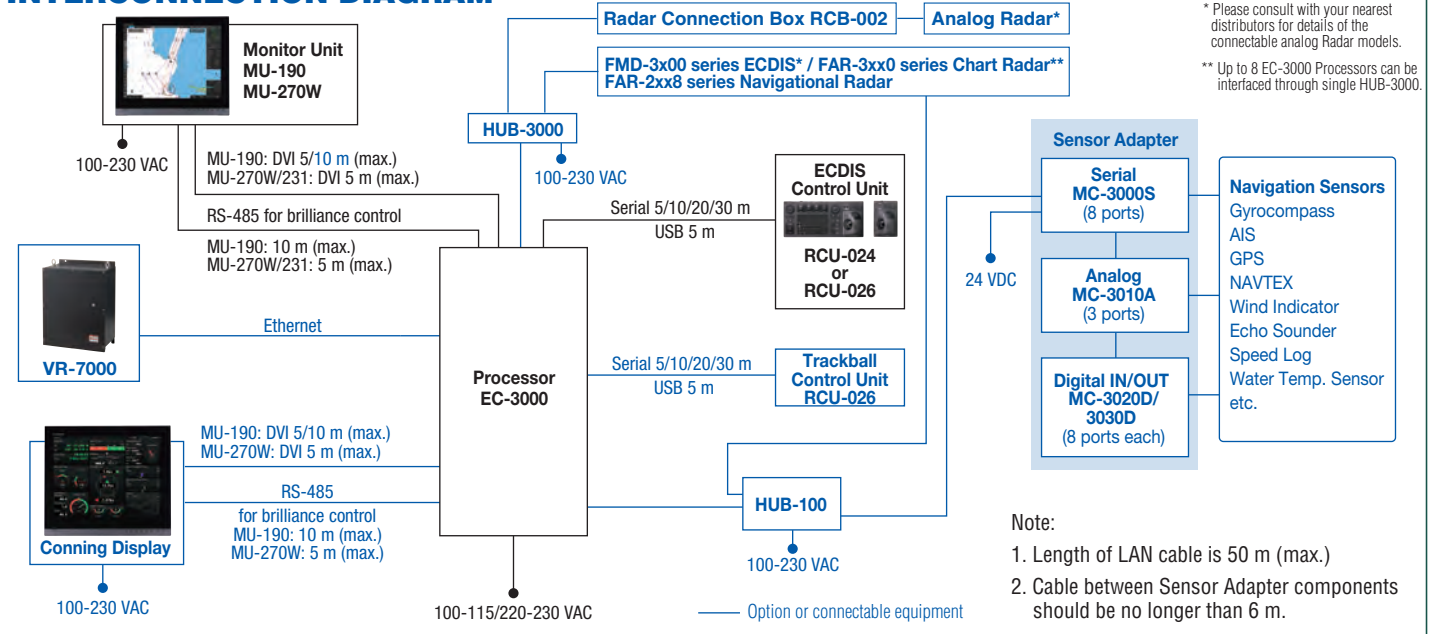 INTERCONNECTION DIAGRAM
Radar Connection Box RCB-002
Analog Radar*
* Please consult with your nearest
distributors for details of the
connectable analog Radar models.
** Up to 8 EC-3000 Processors can be
interfaced through single HUB-3000.
FMD-3x00 series ECDIS* / FAR-3xx0 series Chart Radar**
FAR-2xx8 series Navigational Radar
Monitor Unit
MU-190
MU-270W
100-230 VAC
HUB-3000
100-230 VAC
MU-190: DVI 5/10 m (max.)
MU-270W/231: DVI 5 m (max.)
RS-485 for brilliance control
MU-190: 10 m (max.)
MU-270W/231: 5 m (max.)
Serial 5/10/20/30 m
USB 5 m
ECDIS
Control Unit
RCU-024
or
RCU-026
VR-7000
Ethernet
Processor
EC-3000
Serial 5/10/20/30 m
USB 5 m
Trackball
Control Unit
RCU-026
MU-190: DVI 5/10 m (max.)
MU-270W: DVI 5 m (max.)
RS-485
for brilliance control
MU-190: 10 m (max.)
MU-270W: 5 m (max.)
Conning Display
100-230 VAC
100-115/220-230 VAC
HUB-100
100-230 VAC
Option or connectable equipment
Sensor Adapter
Serial
MC-3000S
(8 ports)
24 VDC
Analog
MC-3010A
(3 ports)
Digital IN/OUT
MC-3020D/
3030D
(8 ports each)
Navigation Sensors
Gyrocompass
AIS
GPS
NAVTEX
Wind Indicator
Echo Sounder
Speed Log
Water Temp. Sensor
etc.
Note:
1. Length of LAN cable is 50 m (max.)
2. Cable between Sensor Adapter components
should be no longer than 6 m.